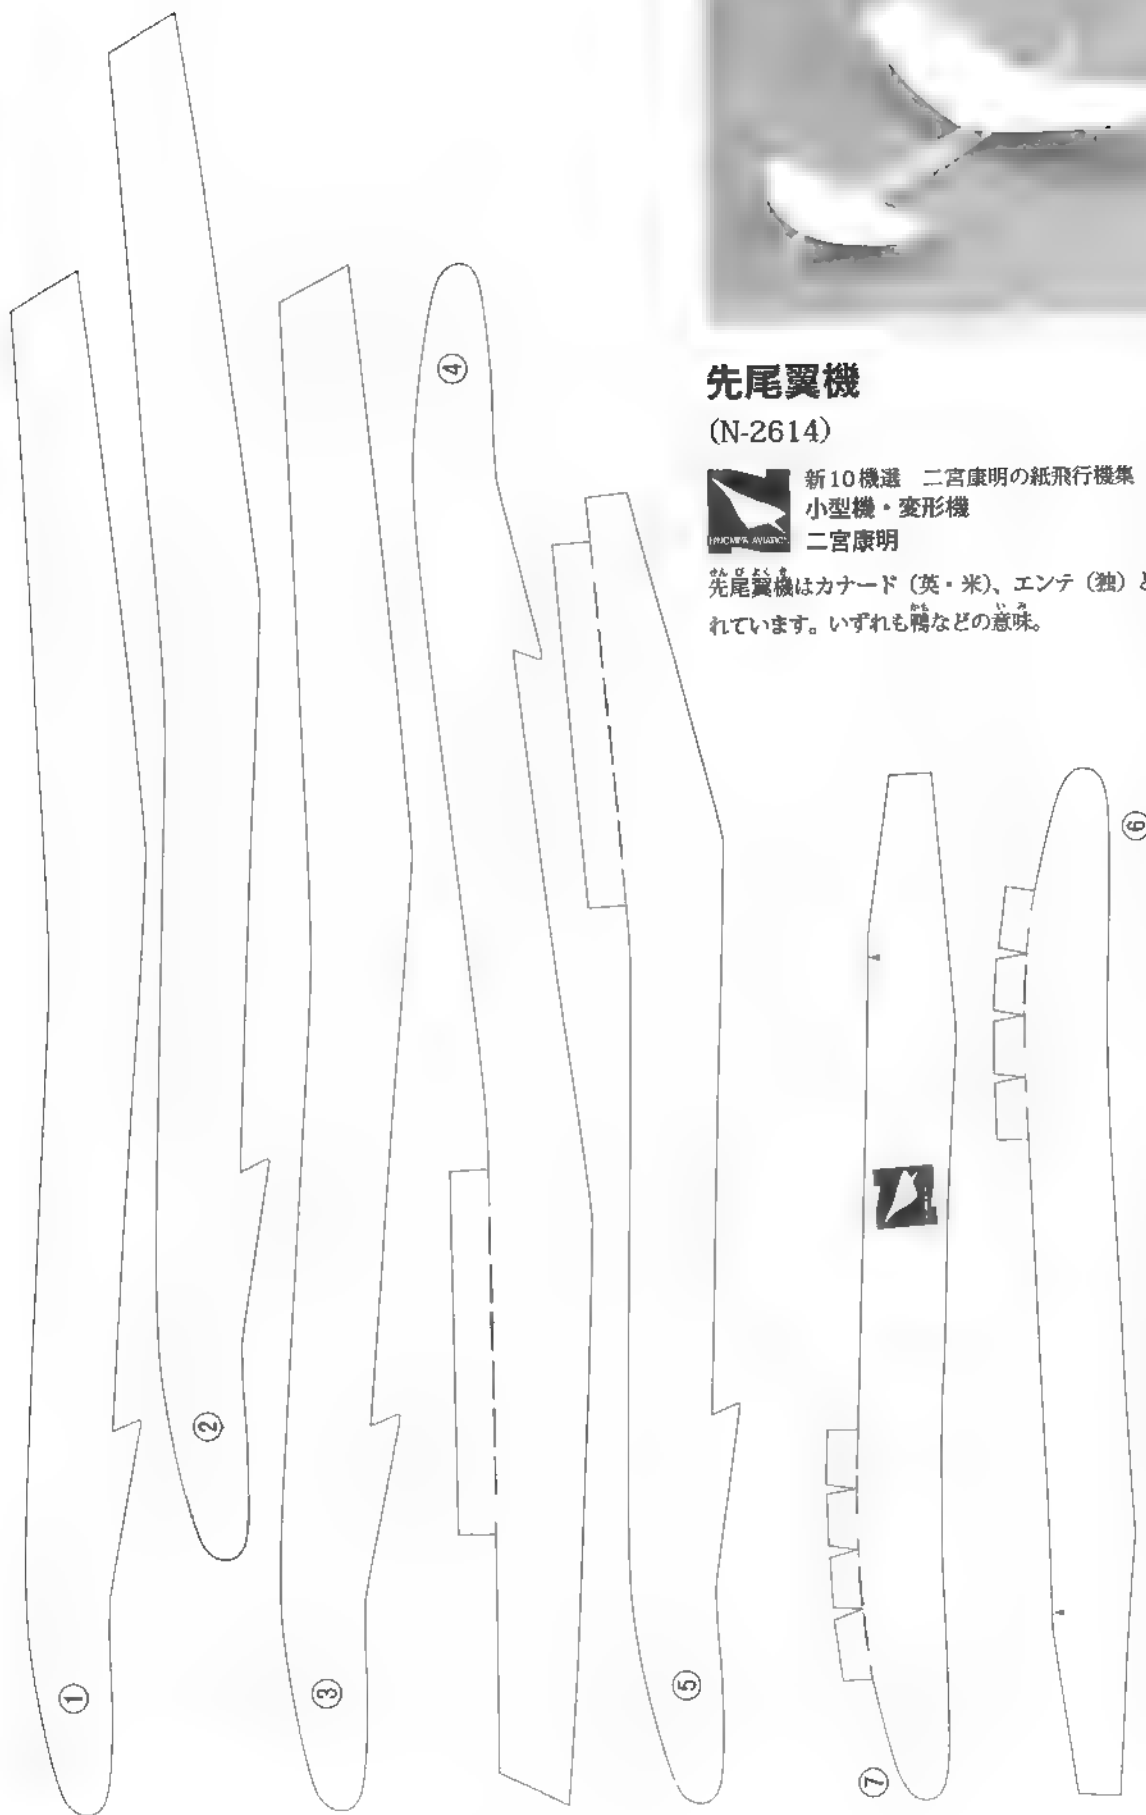 先尾翼機
(N-2614)
新10機選 二宮康明の紙飛行機集
小型機・変形機
二宮康明
先尾翼機はカナード（英・米）、エンテ（独）と
れています。いずれも鴨などの意味。
④
⑥
②
①
③
⑤
⑦